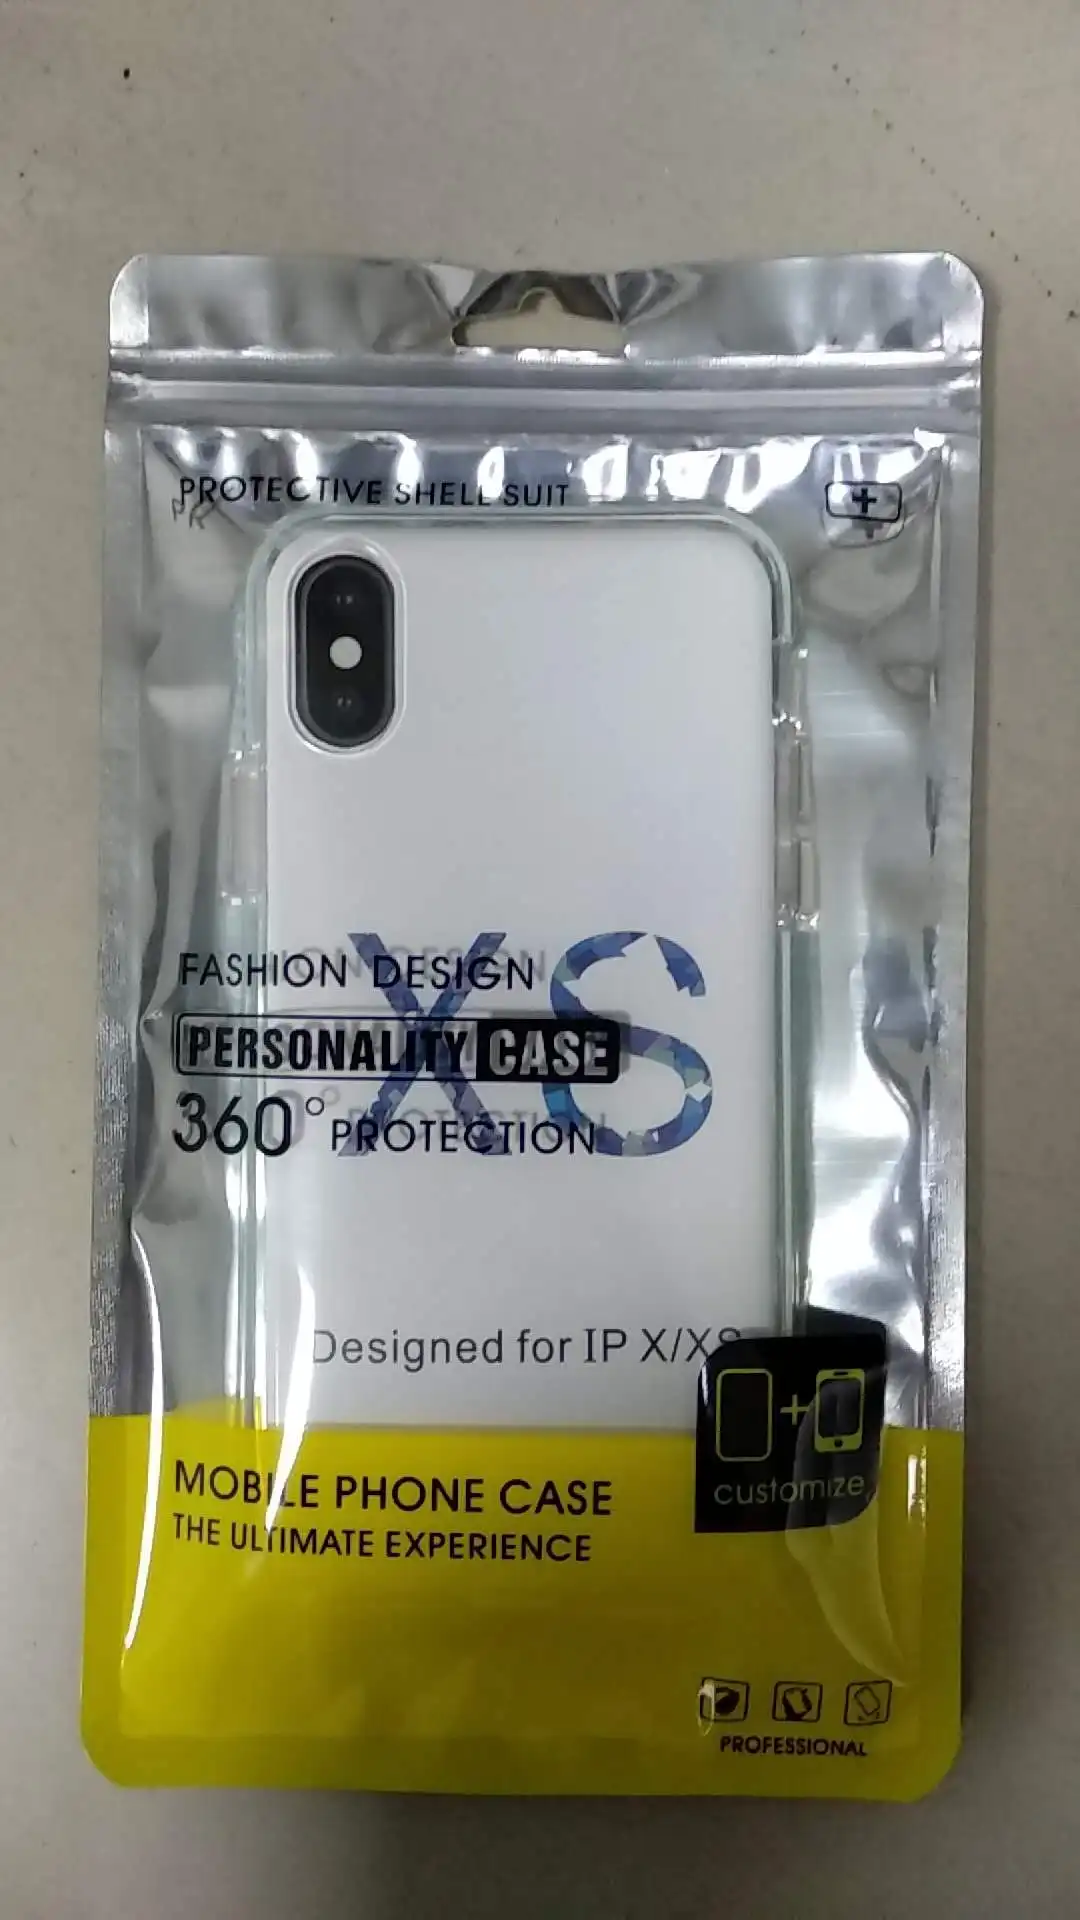 PROTECTIVE SHELL SUIT
XS
FASHION DESIGN
PERSONALITY CASE
360° PROTECTION
Designed for IP X/XS
customize
MOBILE PHONE CASE
THE ULTIMATE EXPERIENCE
PROFESSIONAL